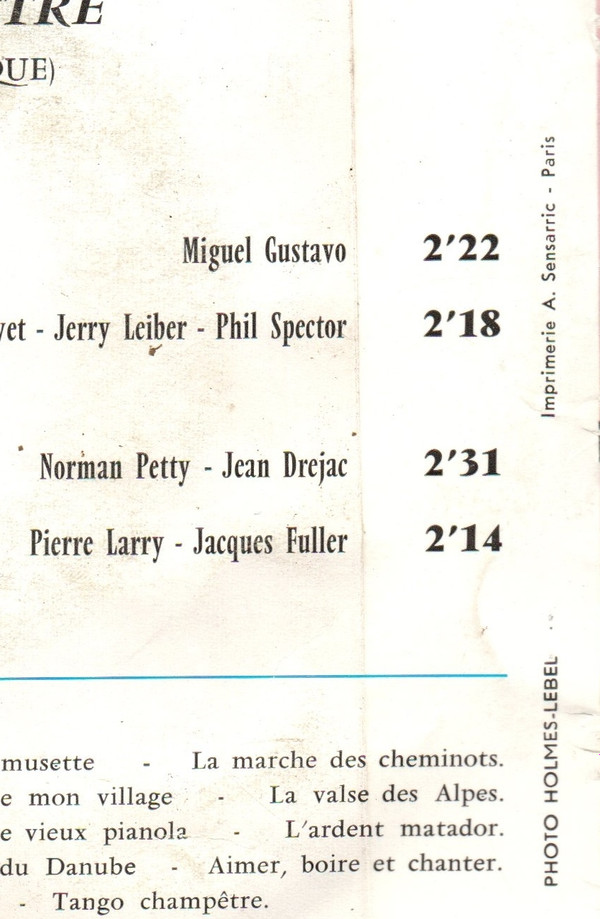 TRE
QUE)
Miguel Gustavo 2'22
vet - Jerry Leiber - Phil Spector 2'18
Norman Petty - Jean Drejac 2'31
Pierre Larry - Jacques Fuller 2'14
musette - La marche des cheminots.
e mon village - La valse des Alpes.
e vieux pianola - L'ardent matador.
du Danube - Aimer, boire et chanter.
- Tango champêtre.
Imprimerie A. Sensarric - Paris
PHOTO HOLMES-LEBEL